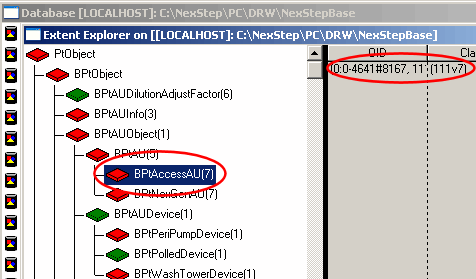 Database [LOCALHOST]: C:\NexStep\PC\DRW\NexStepBase
Extent Explorer on [[LOCALHOST]: C:\NexStep\PC\DRW\NexStepBase]
PtObject
OID
Cla
BPtObject
[0:0-4641#8167, 11
(111v7)
BPtAUDilutionAdjustFactor(6)
BPtAUInfo(3)
BPtAUObject(1)
BPtAU(5)
BPtAccessAU(7)
BPtNexGenAU(7)
BPtAUDevice(1)
BPtPeriPumpDevice(1)
BPtPolledDevice(1)
BPtWashTowerDevice(1)